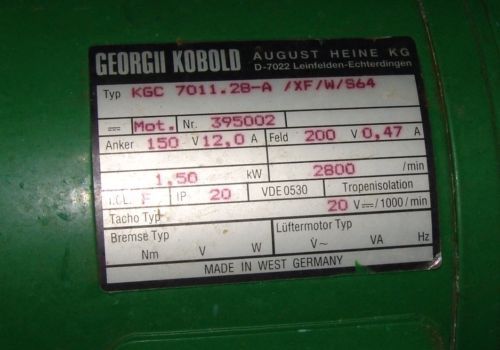 GEORGII KOBOLD AUGUST HEINE KG
D-7022 Leinfelden-Echterdingen
Typ KGC 7011.28-A /XF/W/S64
Mot. Nr. 395002
Anker 150 V 12,0 A Feld 200 V 0,47 A
1,50 kW 2800 /min
I.CL. F IP 20 VDE 0530 Tropenisolation
Tacho Typ 20 V⎓/1000/min
Bremse Typ Lüftermotor Typ
Nm V W V~ VA Hz
MADE IN WEST GERMANY